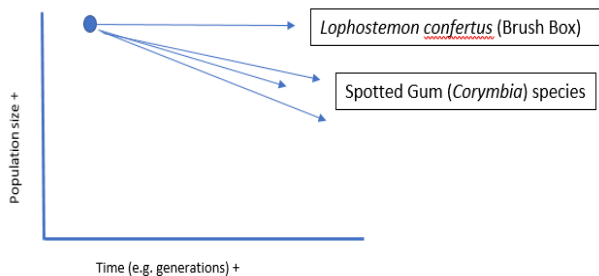 Lophostemon confertus (Brush Box)
Spotted Gum (Corymbia) species
Population size +
Time (e.g. generations) +